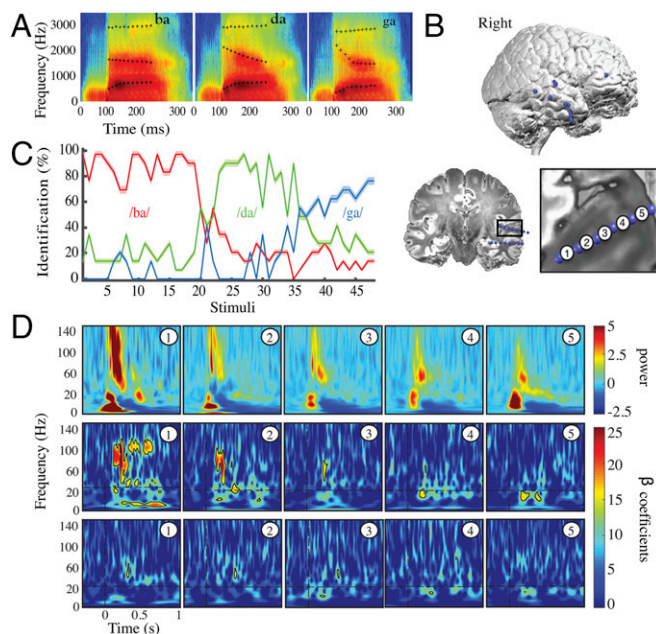 A
ba
da
ga
Frequency (Hz)
3000
2000
1000
0
0 100 300
0 100 300
0 100 300
Time (ms)
B
Right
1 2 3 4 5
C
Identification (%)
100
80
60
40
20
0
/ba/
/da/
/ga/
5 10 15 20 25 30 35 40 45
Stimuli
D
Frequency (Hz)
140
100
60
20
0
1 2 3 4 5
5
0
-2.5
power
140
100
60
20
0
1 2 3 4 5
25
20
15
10
5
0
β coefficients
140
100
60
20
0
1 2 3 4 5
0 0.5 1
Time (s)